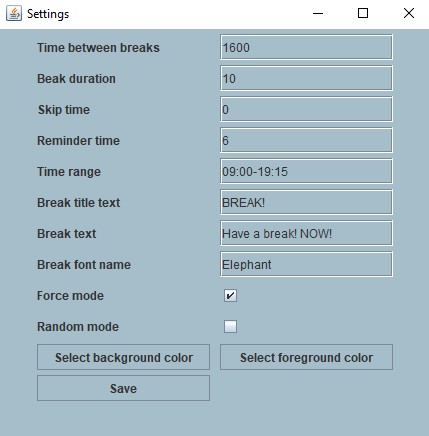 Settings
Time between breaks 1600
Beak duration 10
Skip time 0
Reminder time 6
Time range 09:00-19:15
Break title text BREAK!
Break text Have a break! NOW!
Break font name Elephant
Force mode
Random mode
Select background color Select foreground color
Save